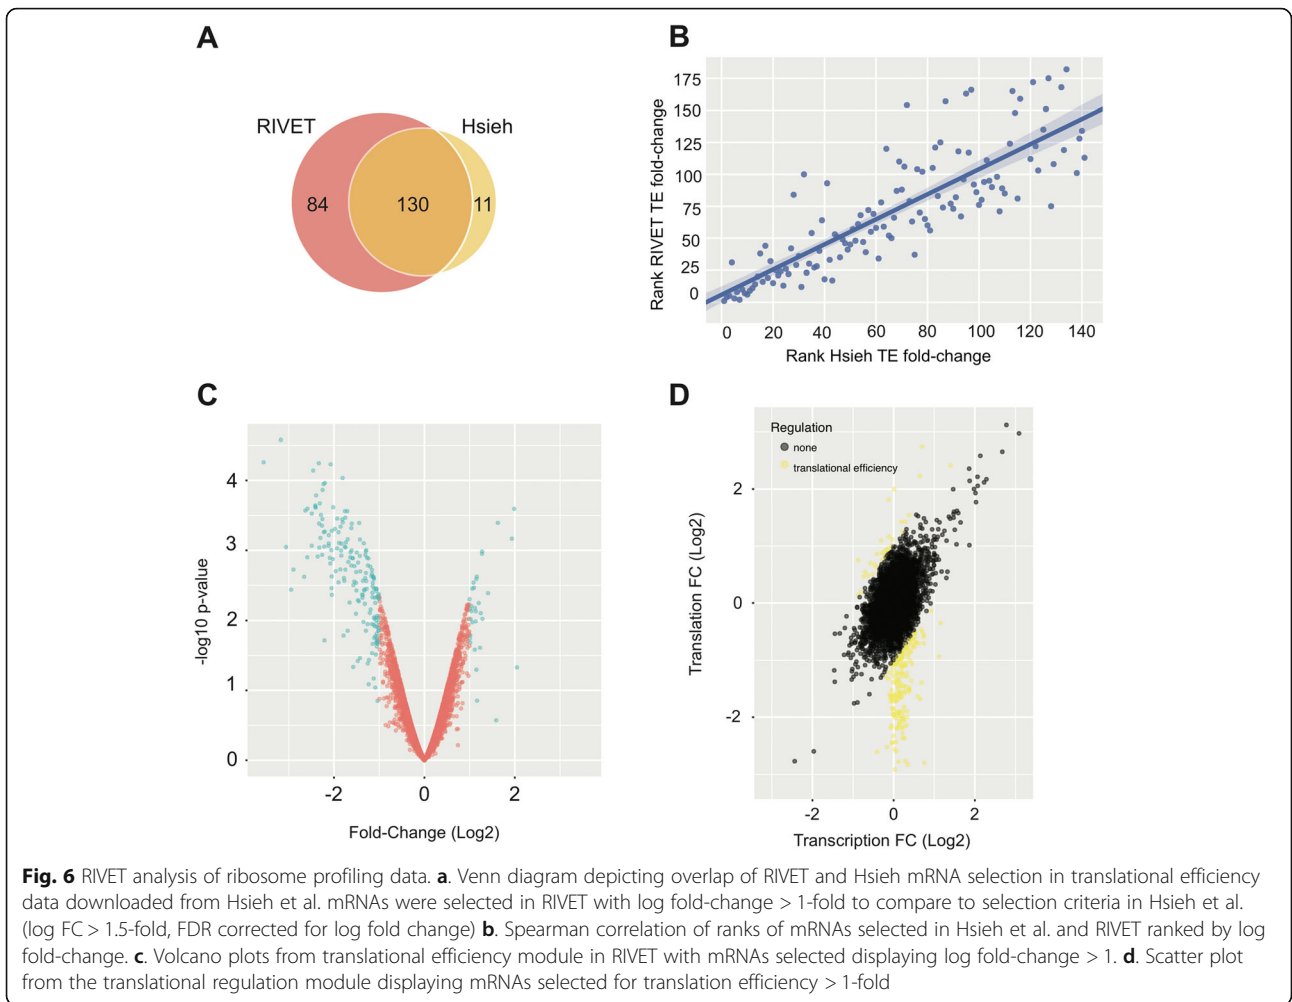 A
RIVET
Hsieh
84
130
11
B
Rank RIVET TE fold-change
175
150
125
100
75
50
25
0
0 20 40 60 80 100 120 140
Rank Hsieh TE fold-change
C
-log10 p-value
4
3
2
1
0
-2 0 2
Fold-Change (Log2)
D
Regulation
none
translational efficiency
Translation FC (Log2)
2
0
-2
-2 0 2
Transcription FC (Log2)
Fig. 6 RIVET analysis of ribosome profiling data. a. Venn diagram depicting overlap of RIVET and Hsieh mRNA selection in translational efficiency
data downloaded from Hsieh et al. mRNAs were selected in RIVET with log fold-change > 1-fold to compare to selection criteria in Hsieh et al.
(log FC > 1.5-fold, FDR corrected for log fold change) b. Spearman correlation of ranks of mRNAs selected in Hsieh et al. and RIVET ranked by log
fold-change. c. Volcano plots from translational efficiency module in RIVET with mRNAs selected displaying log fold-change > 1. d. Scatter plot
from the translational regulation module displaying mRNAs selected for translation efficiency > 1-fold